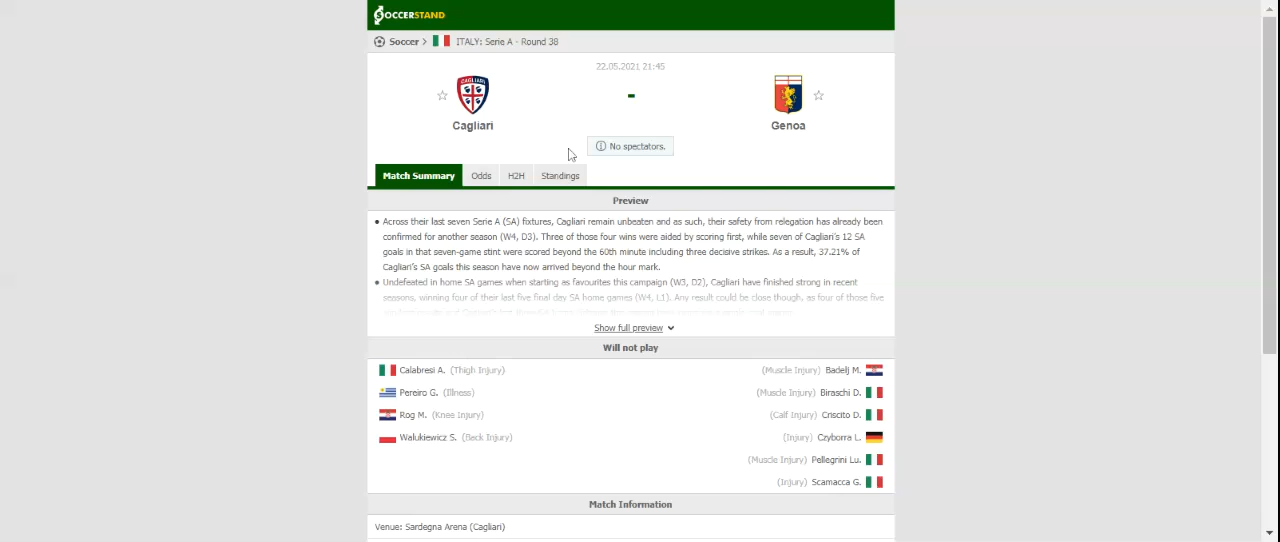 SOCCERSTAND
Soccer > ITALY: Serie A - Round 38
22.05.2021 21:45
CAGLIARI
-
Cagliari
Genoa
No spectators.
Match Summary Odds H2H Standings
Preview
• Across their last seven Serie A (SA) fixtures, Cagliari remain unbeaten and as such, their safety from relegation has already been
confirmed for another season (W4, D3). Three of those four wins were aided by scoring first, while seven of Cagliari's 12 SA
goals in that seven-game stint were scored beyond the 60th minute including three decisive strikes. As a result, 37.21% of
Cagliari's SA goals this season have now arrived beyond the hour mark.
• Undefeated in home SA games when starting as favourites this campaign (W3, D2), Cagliari have finished strong in recent
seasons, winning four of their last five final day SA home games (W4, L1). Any result could be close though, as four of those five
Show full preview
Will not play
Calabresi A. (Thigh Injury) (Muscle Injury) Badelj M.
Pereiro G. (Illness) (Muscle Injury) Biraschi D.
Rog M. (Knee Injury) (Calf Injury) Criscito D.
Walukiewicz S. (Back Injury) (Injury) Czyborra L.
(Muscle Injury) Pellegrini Lu.
(Injury) Scamacca G.
Match Information
Venue: Sardegna Arena (Cagliari)